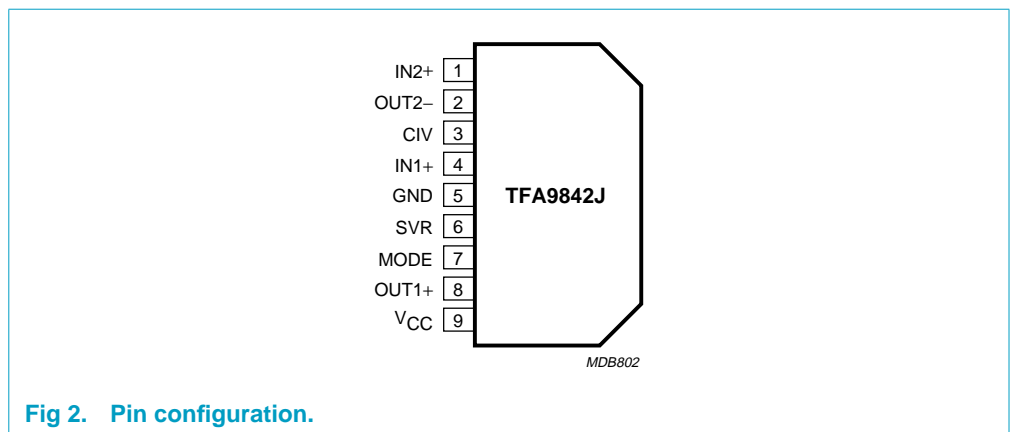 IN2+ 1
OUT2− 2
CIV 3
IN1+ 4
GND 5
TFA9842J
SVR 6
MODE 7
OUT1+ 8
VCC 9
MDB802
Fig 2. Pin configuration.